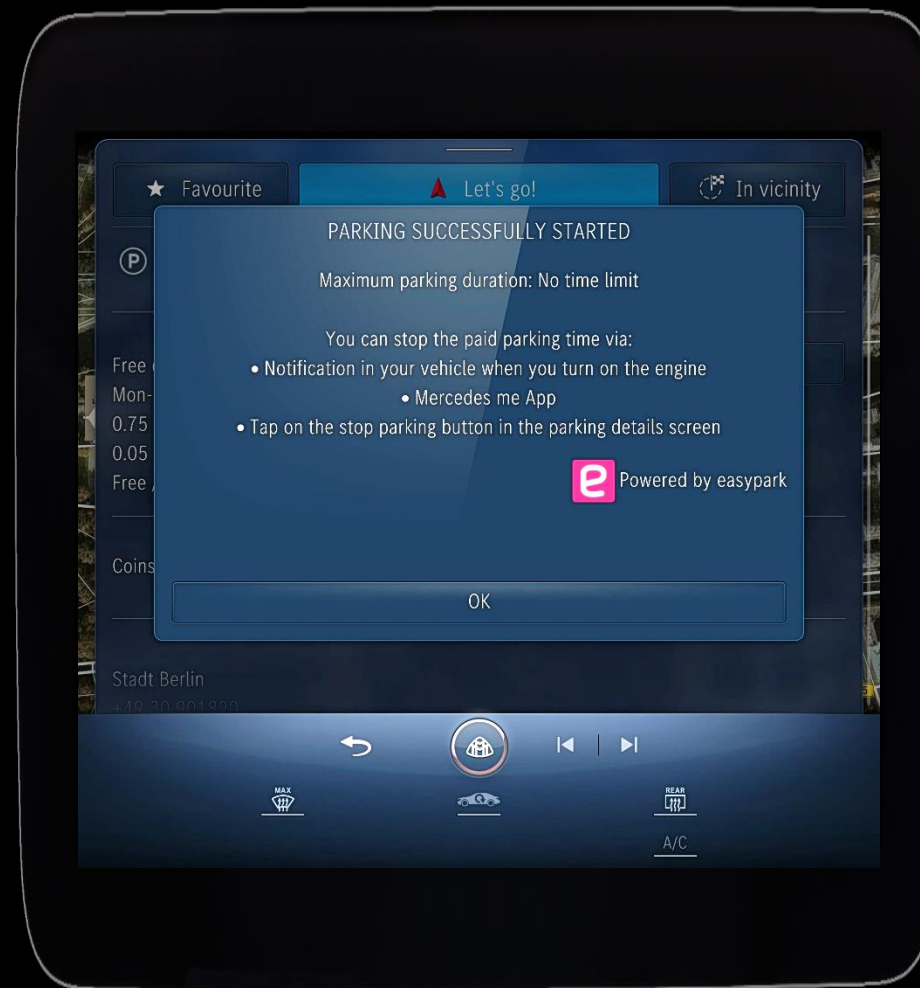 Favourite
Let's go!
In vicinity
PARKING SUCCESSFULLY STARTED
P
Maximum parking duration: No time limit
You can stop the paid parking time via:
• Notification in your vehicle when you turn on the engine
• Mercedes me App
• Tap on the stop parking button in the parking details screen
Free
Mon-
0.75
0.05
Free
e Powered by easypark
Coins
OK
Stadt Berlin
+49 30 901820
MAX
REAR
A/C